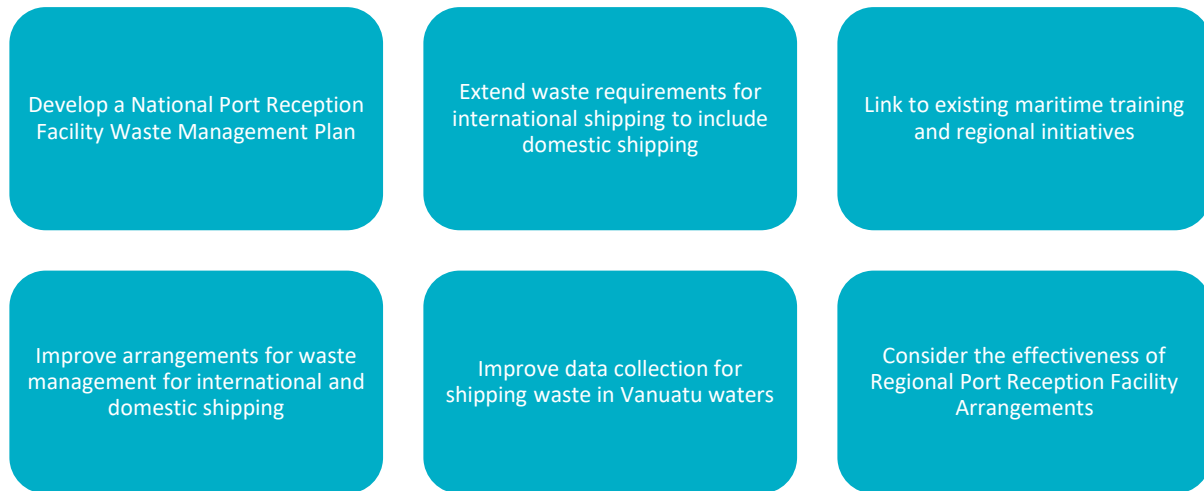 Develop a National Port Reception
Facility Waste Management Plan
Extend waste requirements for
international shipping to include
domestic shipping
Link to existing maritime training
and regional initiatives
Improve arrangements for waste
management for international and
domestic shipping
Improve data collection for
shipping waste in Vanuatu waters
Consider the effectiveness of
Regional Port Reception Facility
Arrangements